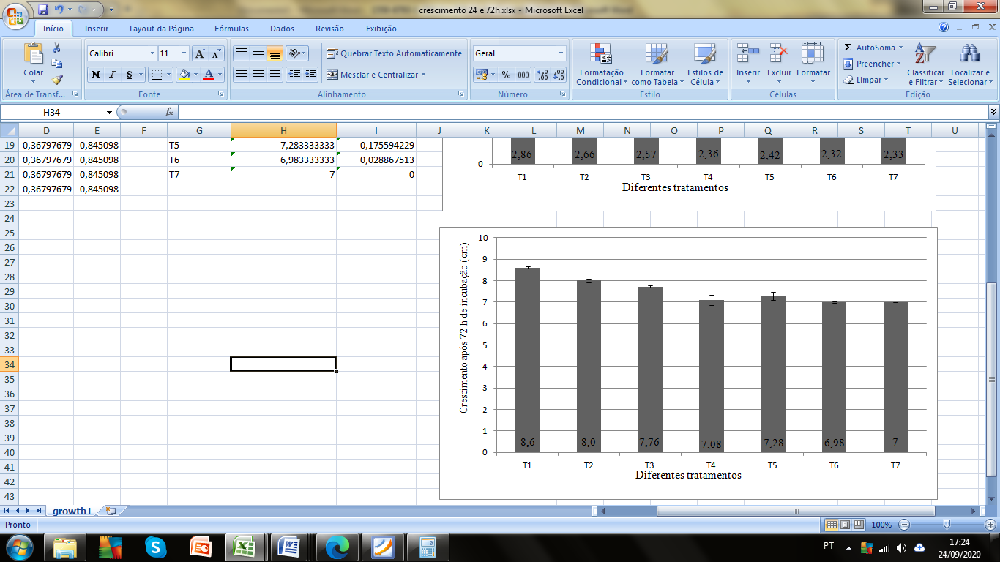 crescimento 24 e 72h.xlsx - Microsoft Excel
Início Inserir Layout da Página Fórmulas Dados Revisão Exibição
Colar
Calibri 11
N I S
Quebrar Texto Automaticamente
Mesclar e Centralizar
Geral
% 000
Formatação Condicional
Formatar como Tabela
Estilos de Célula
Inserir Excluir Formatar
Σ AutoSoma
Preencher
Limpar
Classificar e Filtrar
Localizar e Selecionar
Área de Transf... Fonte Alinhamento Número Estilo Células Edição
H34 fx
D E F G H I J K L M N O P Q R S T U
19 0,36797679 0,845098 T5 7,283333333 0,175594229
20 0,36797679 0,845098 T6 6,983333333 0,028867513
21 0,36797679 0,845098 T7 7 0
22 0,36797679 0,845098
23
24
25
26
27
28
29
30
31
32
33
34
35
36
37
38
39
40
41
42
43
2,86 2,66 2,57 2,36 2,42 2,32 2,33
0
T1 T2 T3 T4 T5 T6 T7
Diferentes tratamentos
Crescimento após 72 h de incubação (cm)
10
9
8
7
6
5
4
3
2
1
0
8,6 8,0 7,76 7,08 7,28 6,98 7
T1 T2 T3 T4 T5 T6 T7
Diferentes tratamentos
growth1
Pronto 100%
PT 17:24
24/09/2020